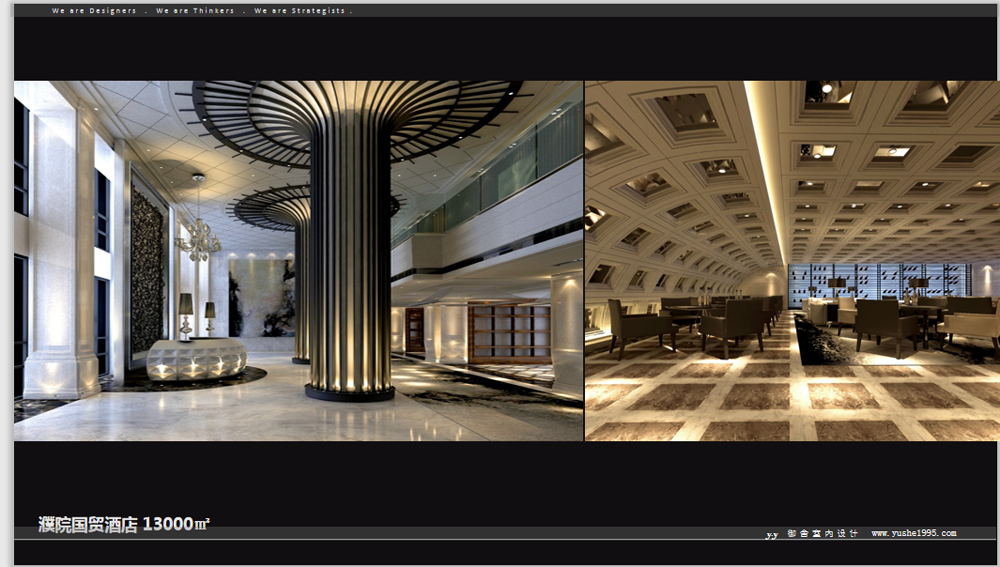 We are Designers . We are Thinkers . We are Strategists .
濮院国贸酒店 13000㎡
y·y 御舍室内设计 www.yushe1995.com